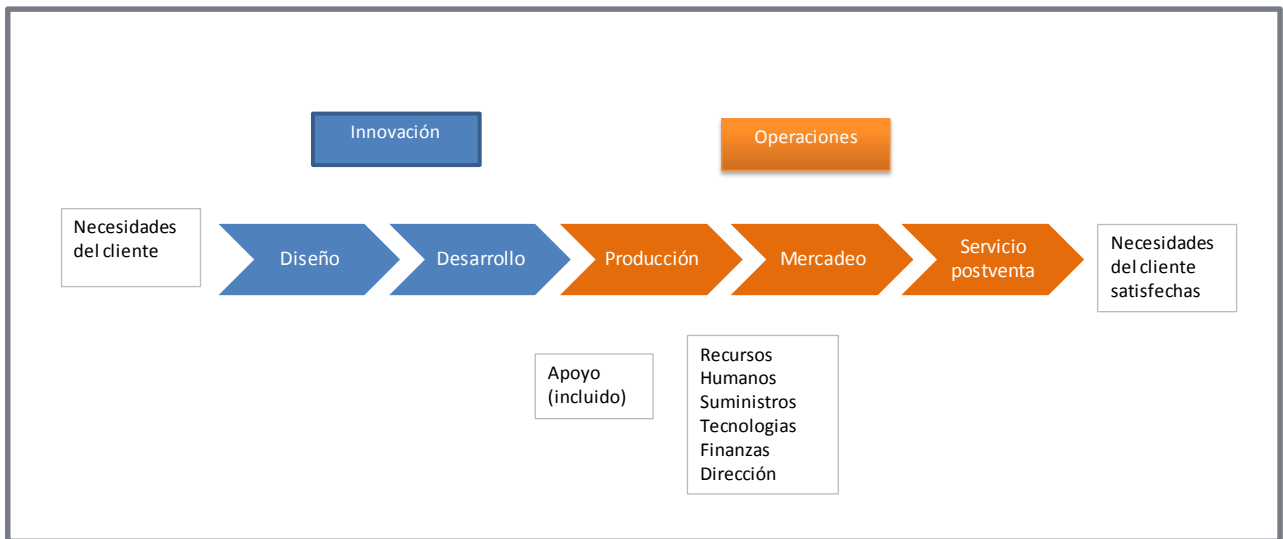 Innovación
Operaciones
Necesidades
del cliente
Diseño
Desarrollo
Producción
Mercadeo
Servicio
postventa
Necesidades
del cliente
satisfechas
Apoyo
(incluido)
Recursos
Humanos
Suministros
Tecnologias
Finanzas
Dirección